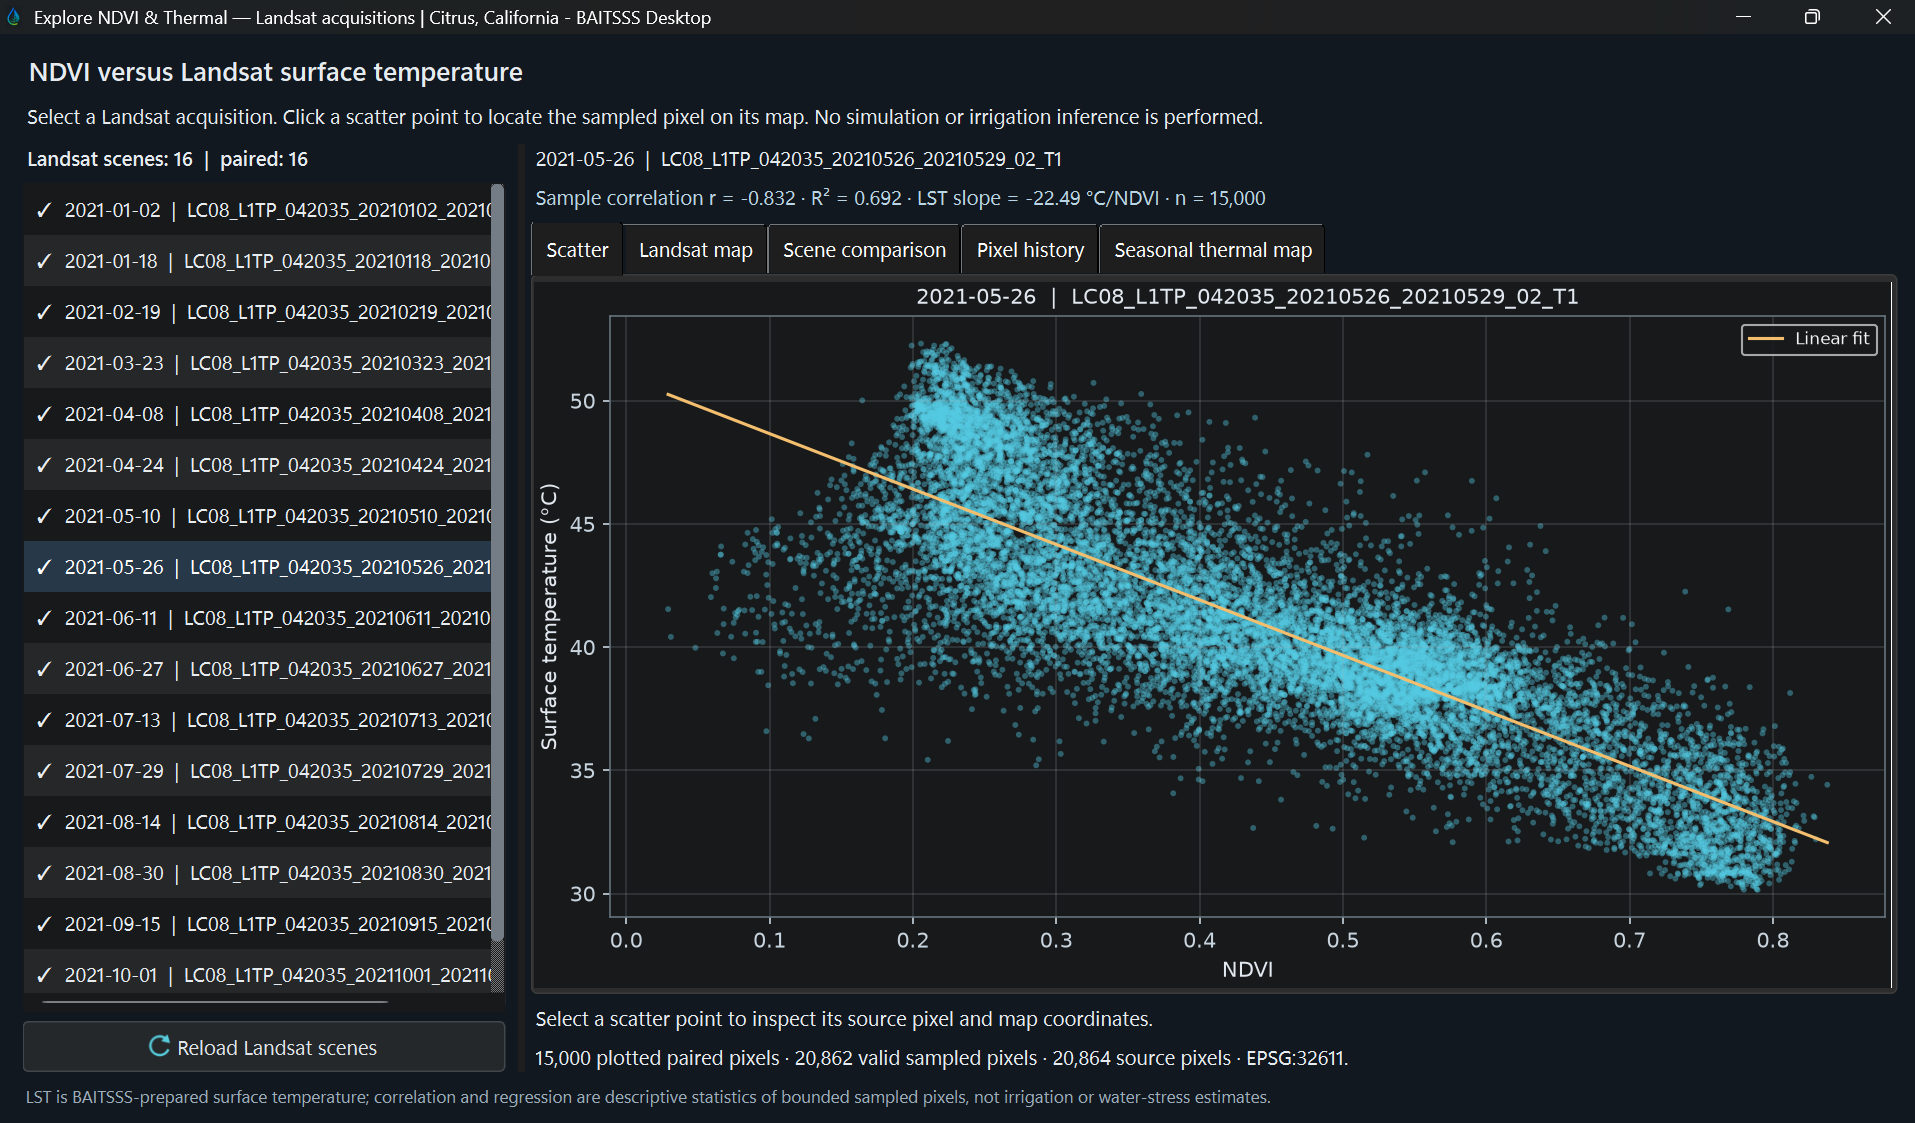 Explore NDVI & Thermal — Landsat acquisitions | Citrus, California - BAITSSS Desktop
NDVI versus Landsat surface temperature
Select a Landsat acquisition. Click a scatter point to locate the sampled pixel on its map. No simulation or irrigation inference is performed.
Landsat scenes: 16 | paired: 16
✓ 2021-01-02 | LC08_L1TP_042035_20210102_20210
✓ 2021-01-18 | LC08_L1TP_042035_20210118_20210
✓ 2021-02-19 | LC08_L1TP_042035_20210219_20210
✓ 2021-03-23 | LC08_L1TP_042035_20210323_2021
✓ 2021-04-08 | LC08_L1TP_042035_20210408_2021
✓ 2021-04-24 | LC08_L1TP_042035_20210424_2021
✓ 2021-05-10 | LC08_L1TP_042035_20210510_20210
✓ 2021-05-26 | LC08_L1TP_042035_20210526_2021
✓ 2021-06-11 | LC08_L1TP_042035_20210611_20210
✓ 2021-06-27 | LC08_L1TP_042035_20210627_2021
✓ 2021-07-13 | LC08_L1TP_042035_20210713_20210
✓ 2021-07-29 | LC08_L1TP_042035_20210729_2021
✓ 2021-08-14 | LC08_L1TP_042035_20210814_20210
✓ 2021-08-30 | LC08_L1TP_042035_20210830_2021
✓ 2021-09-15 | LC08_L1TP_042035_20210915_20210
✓ 2021-10-01 | LC08_L1TP_042035_20211001_202110
Reload Landsat scenes
2021-05-26 | LC08_L1TP_042035_20210526_20210529_02_T1
Sample correlation r = -0.832 · R² = 0.692 · LST slope = -22.49 °C/NDVI · n = 15,000
Scatter Landsat map Scene comparison Pixel history Seasonal thermal map
2021-05-26 | LC08_L1TP_042035_20210526_20210529_02_T1
Linear fit
Surface temperature (°C)
50
45
40
35
30
0.0 0.1 0.2 0.3 0.4 0.5 0.6 0.7 0.8
NDVI
Select a scatter point to inspect its source pixel and map coordinates.
15,000 plotted paired pixels · 20,862 valid sampled pixels · 20,864 source pixels · EPSG:32611.
LST is BAITSSS-prepared surface temperature; correlation and regression are descriptive statistics of bounded sampled pixels, not irrigation or water-stress estimates.